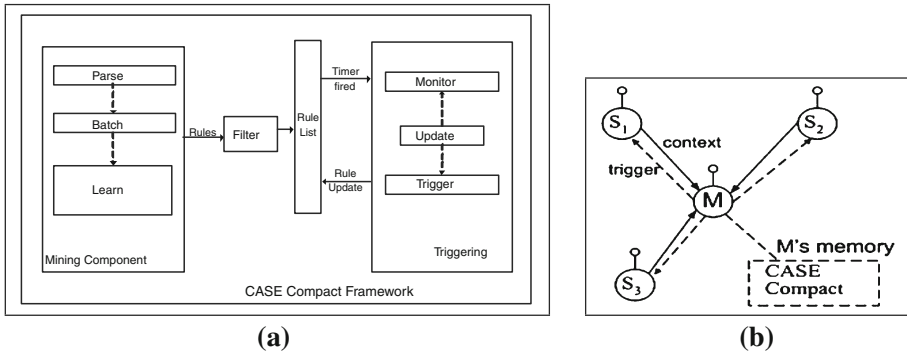 Parse
Batch
Learn
Mining Component
Rules
Filter
Rule
List
Timer
fired
Rule
Update
Monitor
Update
Trigger
Triggering
CASE Compact Framework
(a)
S1
S2
context
trigger
M
M's memory
S3
CASE
Compact
(b)